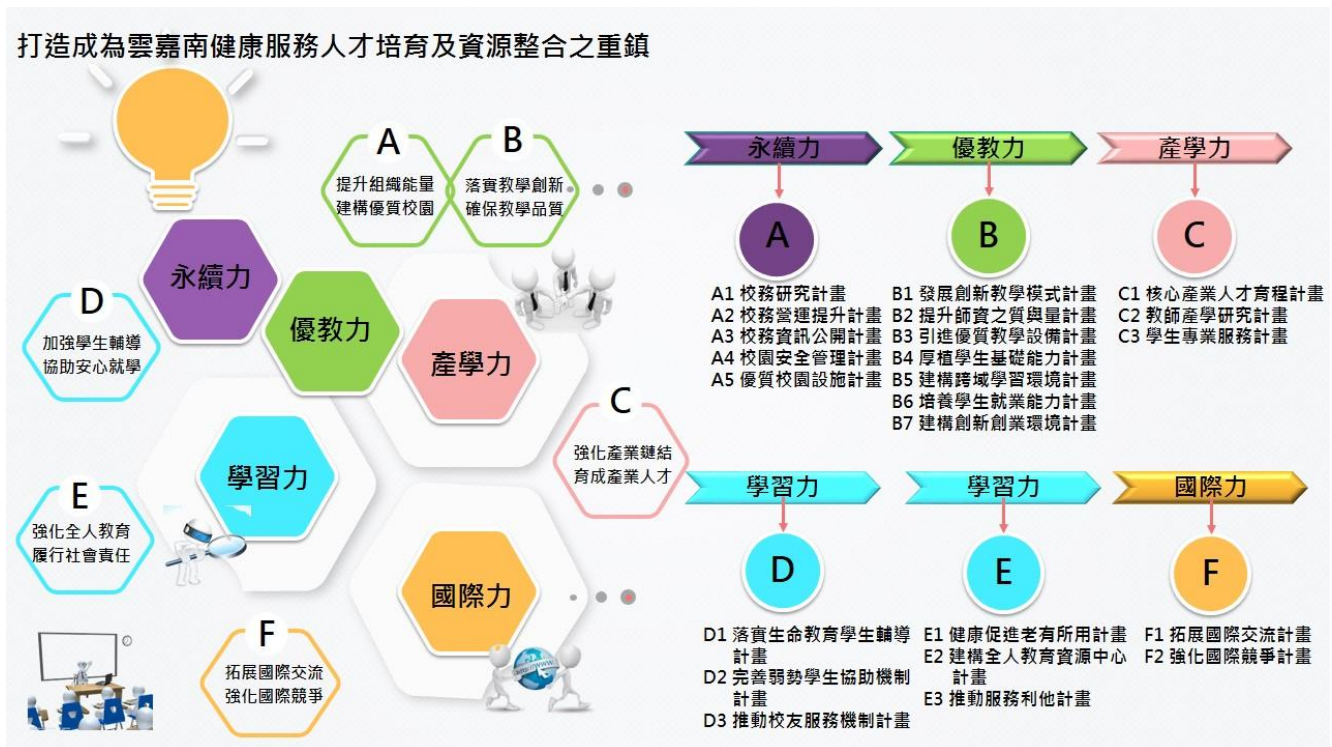 打造成為雲嘉南健康服務人才培育及資源整合之重鎮
A
提升組織能量
建構優質校園
B
落實教學創新
確保教學品質
永續力
優教力
產學力
學習力
國際力
D
加強學生輔導
協助安心就學
C
強化產業鏈結
育成產業人才
E
強化全人教育
履行社會責任
F
拓展國際交流
強化國際競爭
永續力
A
A1 校務研究計畫
A2 校務營運提升計畫
A3 校務資訊公開計畫
A4 校園安全管理計畫
A5 優質校園設施計畫
優教力
B
B1 發展創新教學模式計畫
B2 提升師資之質與量計畫
B3 引進優質教學設備計畫
B4 厚植學生基礎能力計畫
B5 建構跨域學習環境計畫
B6 培養學生就業能力計畫
B7 建構創新創業環境計畫
產學力
C
C1 核心產業人才育程計畫
C2 教師產學研究計畫
C3 學生專業服務計畫
學習力
D
D1 落實生命教育學生輔導
計畫
D2 完善弱勢學生協助機制
計畫
D3 推動校友服務機制計畫
學習力
E
E1 健康促進老有所用計畫
E2 建構全人教育資源中心
計畫
E3 推動服務利他計畫
國際力
F
F1 拓展國際交流計畫
F2 強化國際競爭計畫